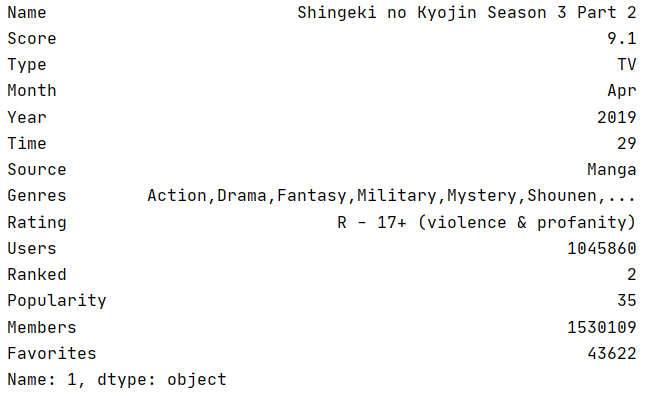 Name Shingeki no Kyojin Season 3 Part 2
Score 9.1
Type TV
Month Apr
Year 2019
Time 29
Source Manga
Genres Action,Drama,Fantasy,Military,Mystery,Shounen,...
Rating R - 17+ (violence & profanity)
Users 1045860
Ranked 2
Popularity 35
Members 1530109
Favorites 43622
Name: 1, dtype: object